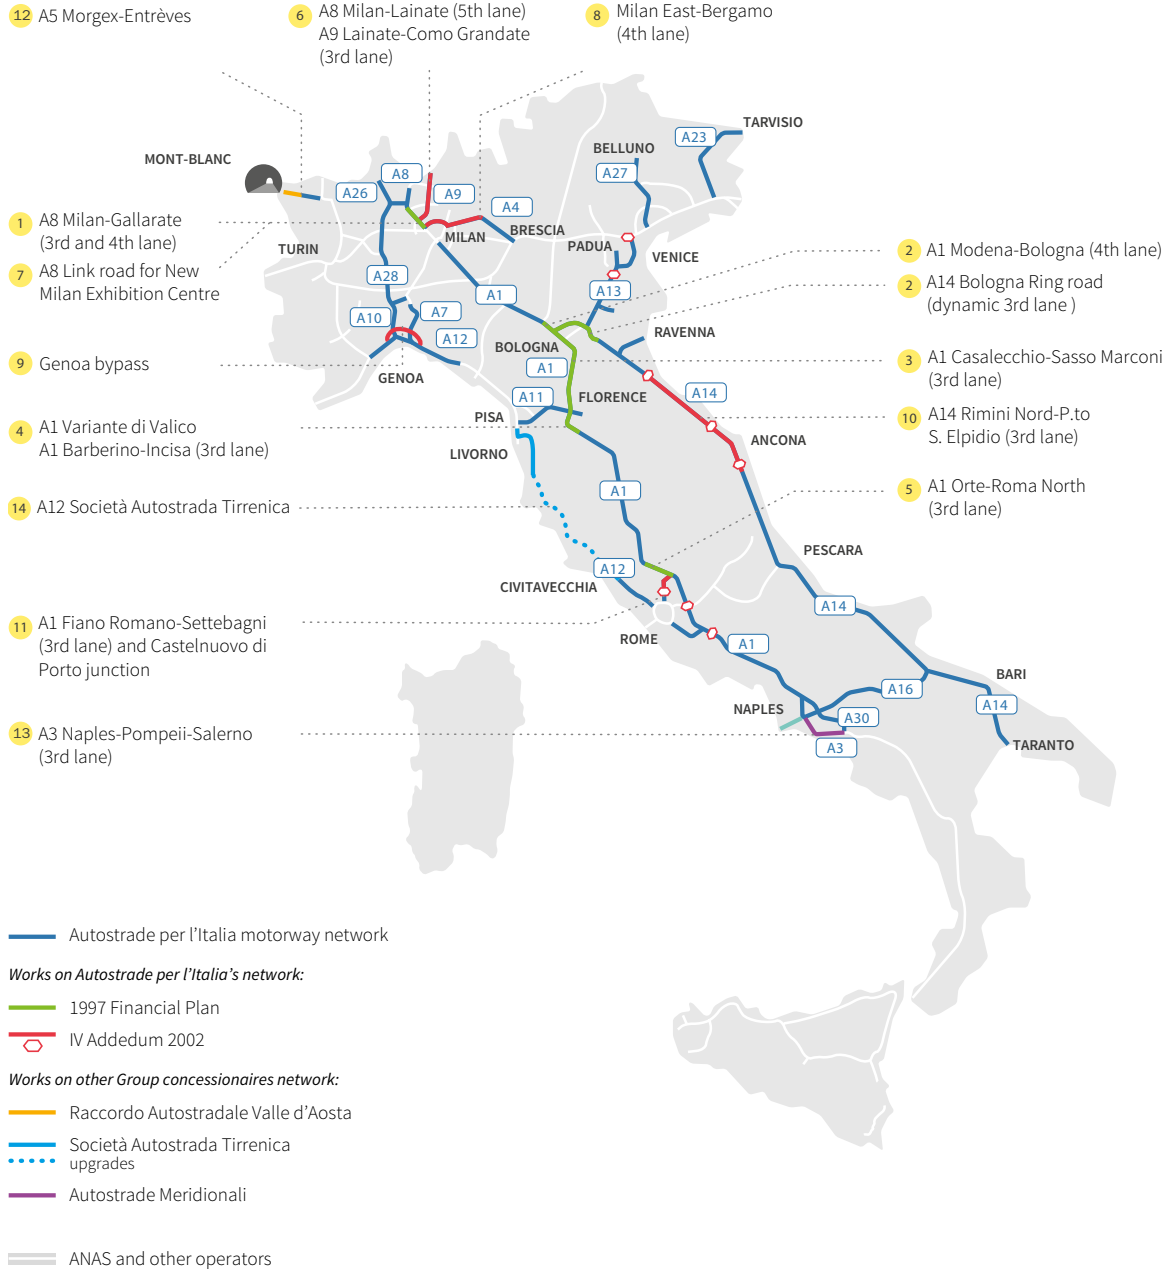 12 A5 Morgex-Entrèves
6 A8 Milan-Lainate (5th lane)
A9 Lainate-Como Grandate
(3rd lane)
8 Milan East-Bergamo
(4th lane)
1 A8 Milan-Gallarate
(3rd and 4th lane)
7 A8 Link road for New
Milan Exhibition Centre
9 Genoa bypass
4 A1 Variante di Valico
A1 Barberino-Incisa (3rd lane)
14 A12 Società Autostrada Tirrenica
11 A1 Fiano Romano-Settebagni
(3rd lane) and Castelnuovo di
Porto junction
13 A3 Naples-Pompeii-Salerno
(3rd lane)
2 A1 Modena-Bologna (4th lane)
2 A14 Bologna Ring road
(dynamic 3rd lane )
3 A1 Casalecchio-Sasso Marconi
(3rd lane)
10 A14 Rimini Nord-P.to
S. Elpidio (3rd lane)
5 A1 Orte-Roma North
(3rd lane)
TARVISIO
A23
BELLUNO
A27
MONT-BLANC
A8
A26
A9
A4
BRESCIA
MILAN
PADUA
VENICE
TURIN
A28
A13
A1
A10
A7
A12
RAVENNA
BOLOGNA
GENOA
A1
A11
FLORENCE
A14
PISA
ANCONA
LIVORNO
A1
PESCARA
A12
CIVITAVECCHIA
A14
ROME
A1
BARI
A16
A14
NAPLES
A30
A3
TARANTO
Autostrade per l’Italia motorway network
Works on Autostrade per l’Italia’s network:
1997 Financial Plan
IV Addedum 2002
Works on other Group concessionaires network:
Raccordo Autostradale Valle d’Aosta
Società Autostrada Tirrenica
upgrades
Autostrade Meridionali
ANAS and other operators